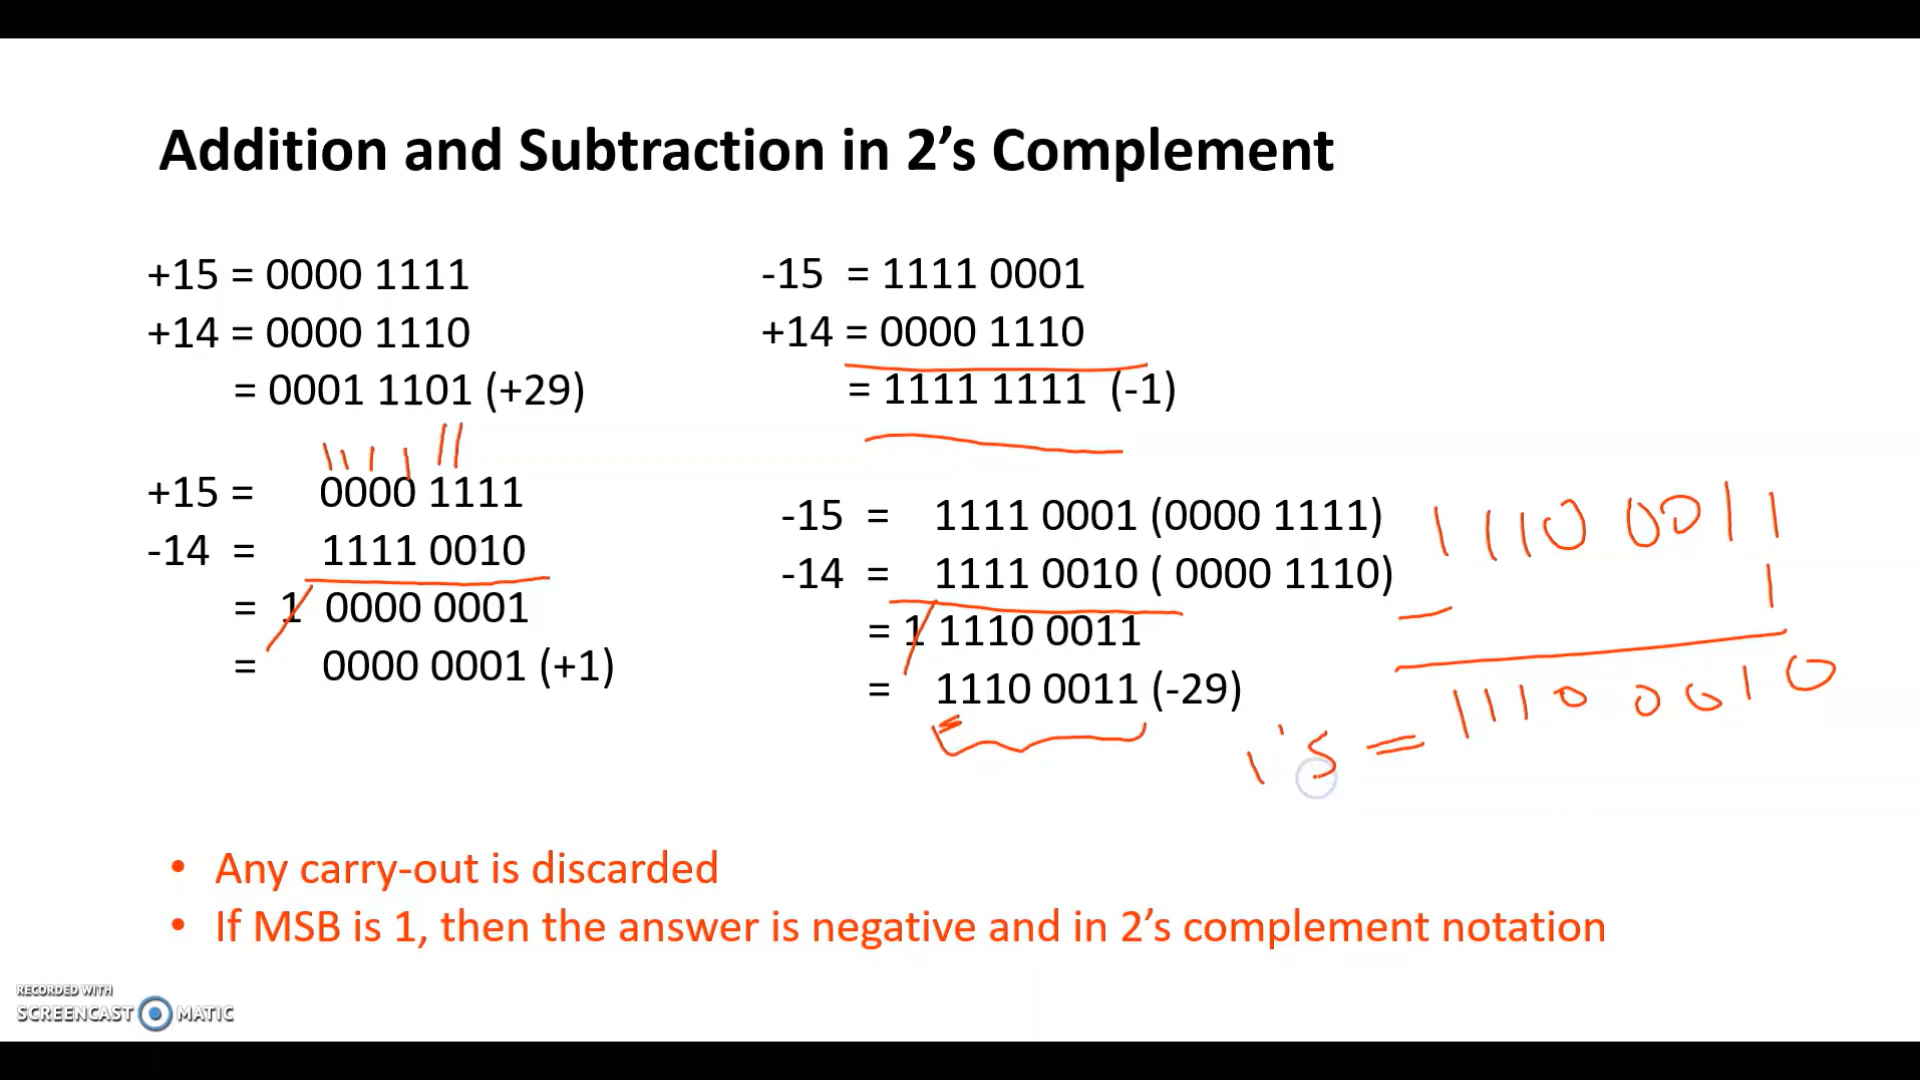 Addition and Subtraction in 2’s Complement
+15 = 0000 1111
+14 = 0000 1110
= 0001 1101 (+29)
-15 = 1111 0001
+14 = 0000 1110
= 1111 1111 (-1)
+15 = 0000 1111
-14 = 1111 0010
= 1 0000 0001
= 0000 0001 (+1)
-15 = 1111 0001 (0000 1111)
-14 = 1111 0010 ( 0000 1110)
= 1 1110 0011
= 1110 0011 (-29)
1110 0011
- 1
1's = 1110 0010
• Any carry-out is discarded
• If MSB is 1, then the answer is negative and in 2’s complement notation
RECORDED WITH
SCREENCAST MATIC